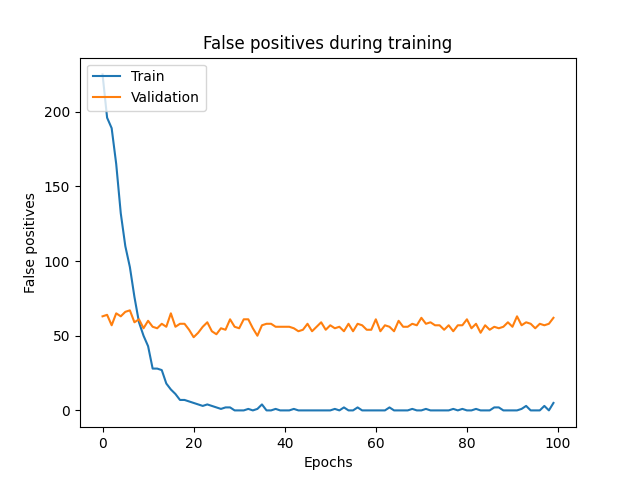 False positives during training
Train
Validation
False positives
200
150
100
50
0
0 20 40 60 80 100
Epochs